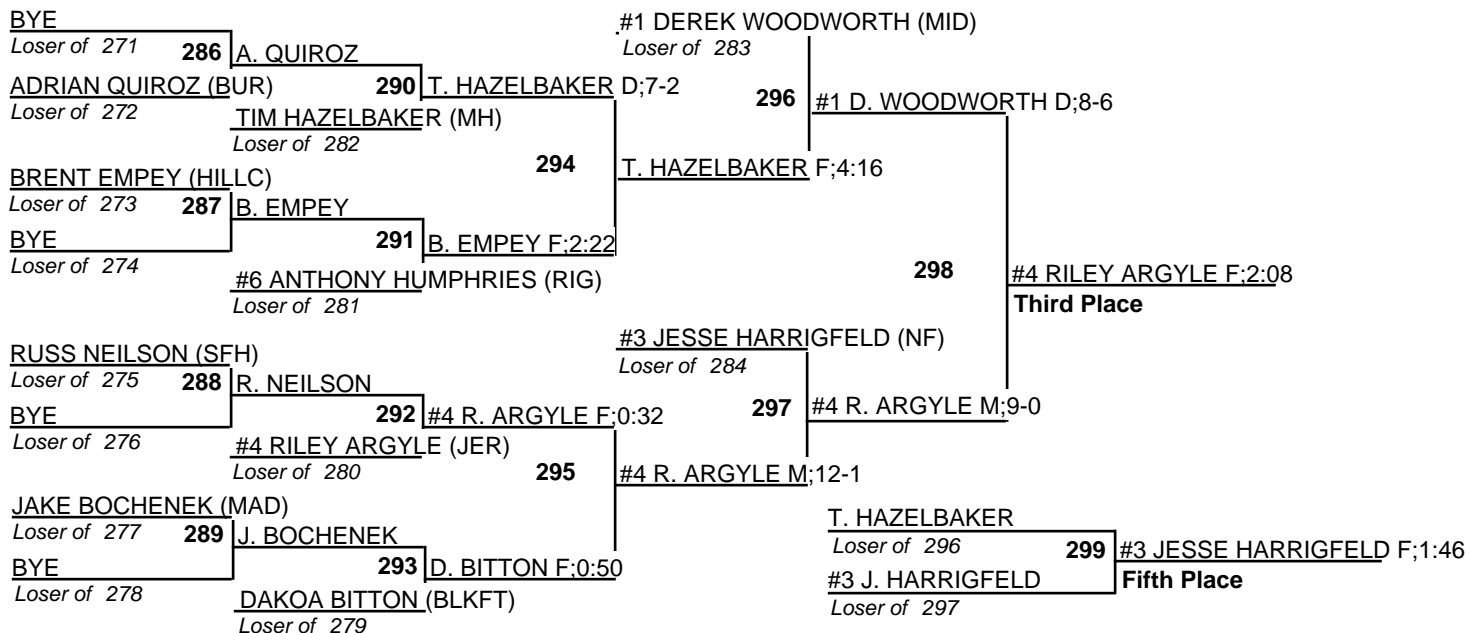 BYE
Loser of 271
286
A. QUIROZ
ADRIAN QUIROZ (BUR)
Loser of 272
290
T. HAZELBAKER D;7-2
TIM HAZELBAKER (MH)
Loser of 282
BRENT EMPEY (HILLC)
Loser of 273
287
B. EMPEY
BYE
Loser of 274
291
B. EMPEY F;2:22
#6 ANTHONY HUMPHRIES (RIG)
Loser of 281
294
T. HAZELBAKER F;4:16
#1 DEREK WOODWORTH (MID)
Loser of 283
296
#1 D. WOODWORTH D;8-6
RUSS NEILSON (SFH)
Loser of 275
288
R. NEILSON
BYE
Loser of 276
292
#4 R. ARGYLE F;0:32
#4 RILEY ARGYLE (JER)
Loser of 280
JAKE BOCHENEK (MAD)
Loser of 277
289
J. BOCHENEK
BYE
Loser of 278
293
D. BITTON F;0:50
DAKOA BITTON (BLKFT)
Loser of 279
295
#4 R. ARGYLE M;12-1
#3 JESSE HARRIGFELD (NF)
Loser of 284
297
#4 R. ARGYLE M;9-0
298
#4 RILEY ARGYLE F;2:08
Third Place
T. HAZELBAKER
Loser of 296
299
#3 JESSE HARRIGFELD F;1:46
#3 J. HARRIGFELD
Fifth Place
Loser of 297